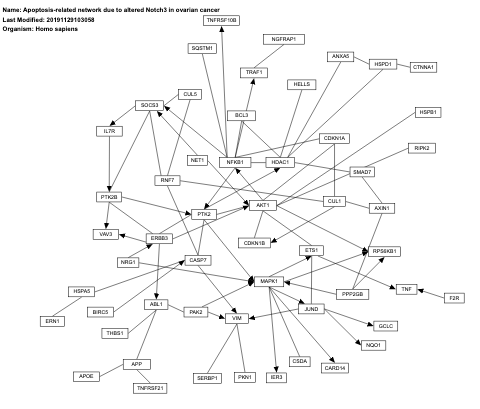 Name: Apoptosis-related network due to altered Notch3 in ovarian cancer
Last Modified: 20191129103058
Organism: Homo sapiens
TNFRSF10B
NGFRAP1
SQSTM1
ANXA5
HSPD1
CTNNA1
TRAF1
HELLS
CUL5
SOCS3
BCL3
HSPB1
IL7R
CDKN1A
RIPK2
NET1
NFKB1
HDAC1
SMAD7
RNF7
PTK2B
CUL1
AKT1
AXIN1
PTK2
VAV3
ERBB3
CDKN1B
ETS1
RPS6KB1
NRG1
CASP7
MAPK1
HSPA5
PPP2GB
TNF
F2R
ABL1
BIRC5
PAK2
JUND
ERN1
VIM
GCLC
THBS1
NQO1
APP
CSDA
CARD14
APOE
SERBP1
PKN1
IER3
TNFRSF21